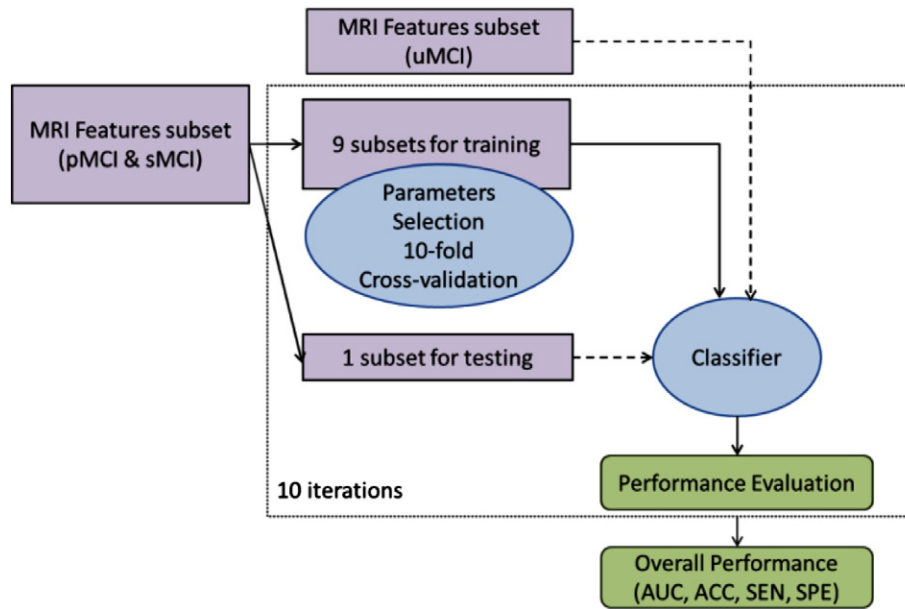 MRI Features subset
(uMCI)
MRI Features subset
(pMCI & sMCI)
9 subsets for training
Parameters
Selection
10-fold
Cross-validation
1 subset for testing
Classifier
Performance Evaluation
10 iterations
Overall Performance
(AUC, ACC, SEN, SPE)